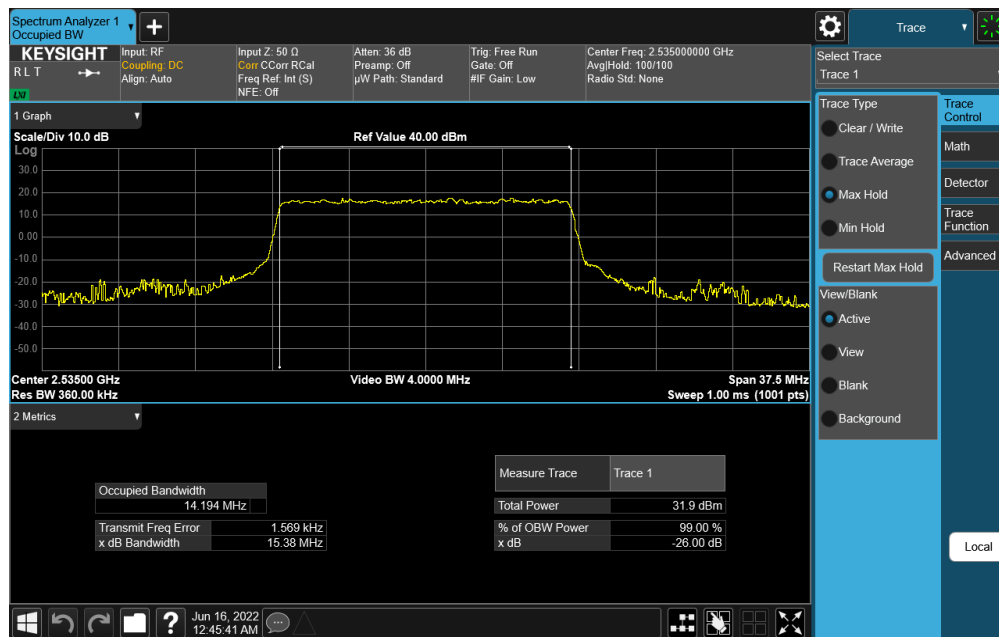 Spectrum Analyzer 1
Occupied BW
+
Trace
KEYSIGHT
R L T
LXI
Input: RF
Coupling: DC
Align: Auto
Input Z: 50 Ω
Corr CCorr RCal
Freq Ref: Int (S)
NFE: Off
Atten: 36 dB
Preamp: Off
µW Path: Standard
Trig: Free Run
Gate: Off
#IF Gain: Low
Center Freq: 2.535000000 GHz
Avg|Hold: 100/100
Radio Std: None
Select Trace
Trace 1
1 Graph
Scale/Div 10.0 dB
Ref Value 40.00 dBm
Log
30.0
20.0
10.0
0.00
-10.0
-20.0
-30.0
-40.0
-50.0
Center 2.53500 GHz
Video BW 4.0000 MHz
Span 37.5 MHz
Res BW 360.00 kHz
Sweep 1.00 ms (1001 pts)
Trace Type
Clear / Write
Trace Average
Max Hold
Min Hold
Restart Max Hold
View/Blank
Active
View
Blank
Background
Trace
Control
Math
Detector
Trace
Function
Advanced
Local
2 Metrics
Measure Trace Trace 1
Occupied Bandwidth
14.194 MHz
Total Power 31.9 dBm
Transmit Freq Error 1.569 kHz
% of OBW Power 99.00 %
x dB Bandwidth 15.38 MHz
x dB -26.00 dB
?
Jun 16, 2022
12:45:41 AM